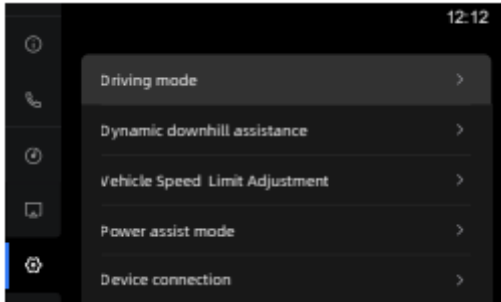 12:12
Driving mode
Dynamic downhill assistance
Vehicle Speed Limit Adjustment
Power assist mode
Device connection